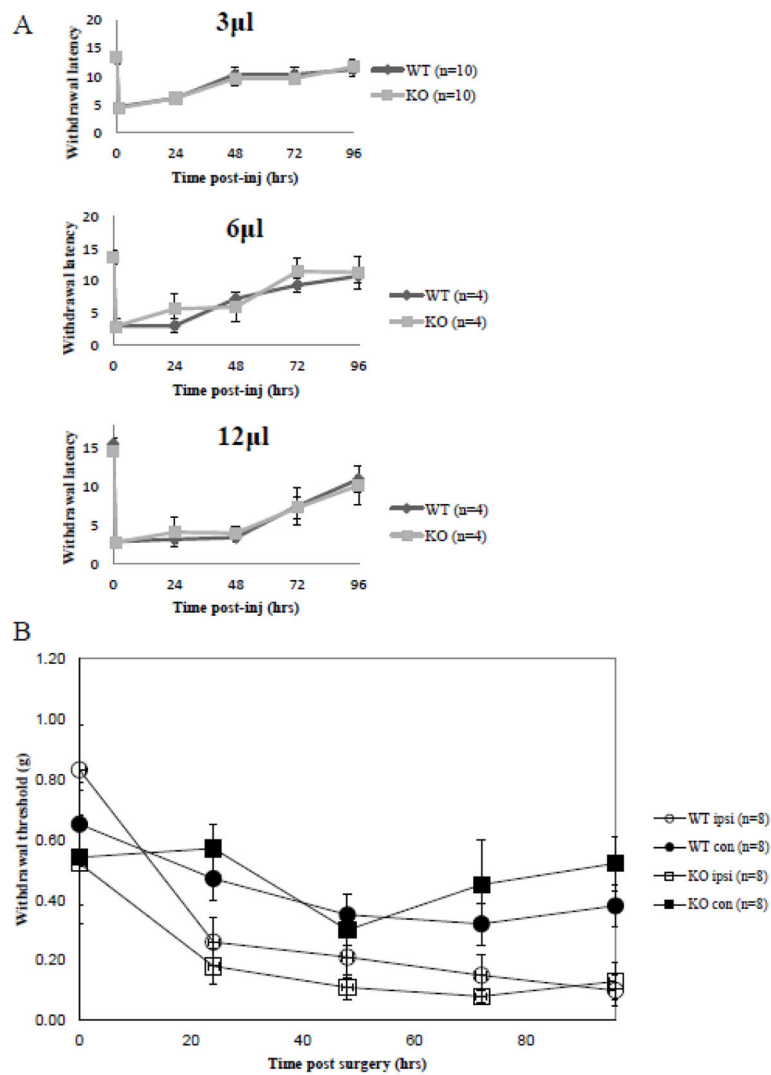 A
3µl
20
15
10
5
0
Withdrawal latency
0 24 48 72 96
Time post-inj (hrs)
WT (n=10)
KO (n=10)
6µl
20
15
10
5
0
Withdrawal latency
0 24 48 72 96
Time post-inj (hrs)
WT (n=4)
KO (n=4)
12µl
15
10
5
0
Withdrawal latency
0 24 48 72 96
Time post-inj (hrs)
WT (n=4)
KO (n=4)
B
1.20
1.00
0.80
0.60
0.40
0.20
0.00
Withdrawal threshold (g)
0 20 40 60 80
Time post surgery (hrs)
WT ipsi (n=8)
WT con (n=8)
KO ipsi (n=8)
KO con (n=8)